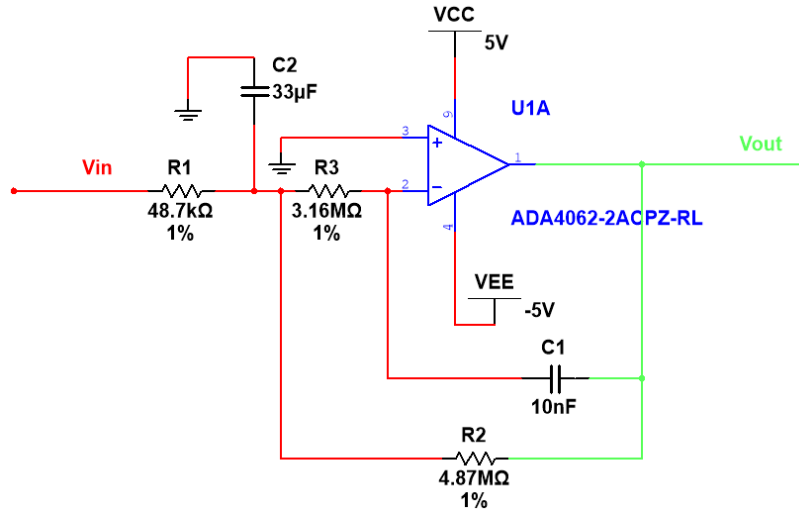 VCC
5V
C2
33µF
U1A
9
3
+
1
Vout
Vin
R1
R3
2
−
48.7kΩ
1%
3.16MΩ
1%
4
ADA4062-2ACPZ-RL
VEE
-5V
C1
10nF
R2
4.87MΩ
1%